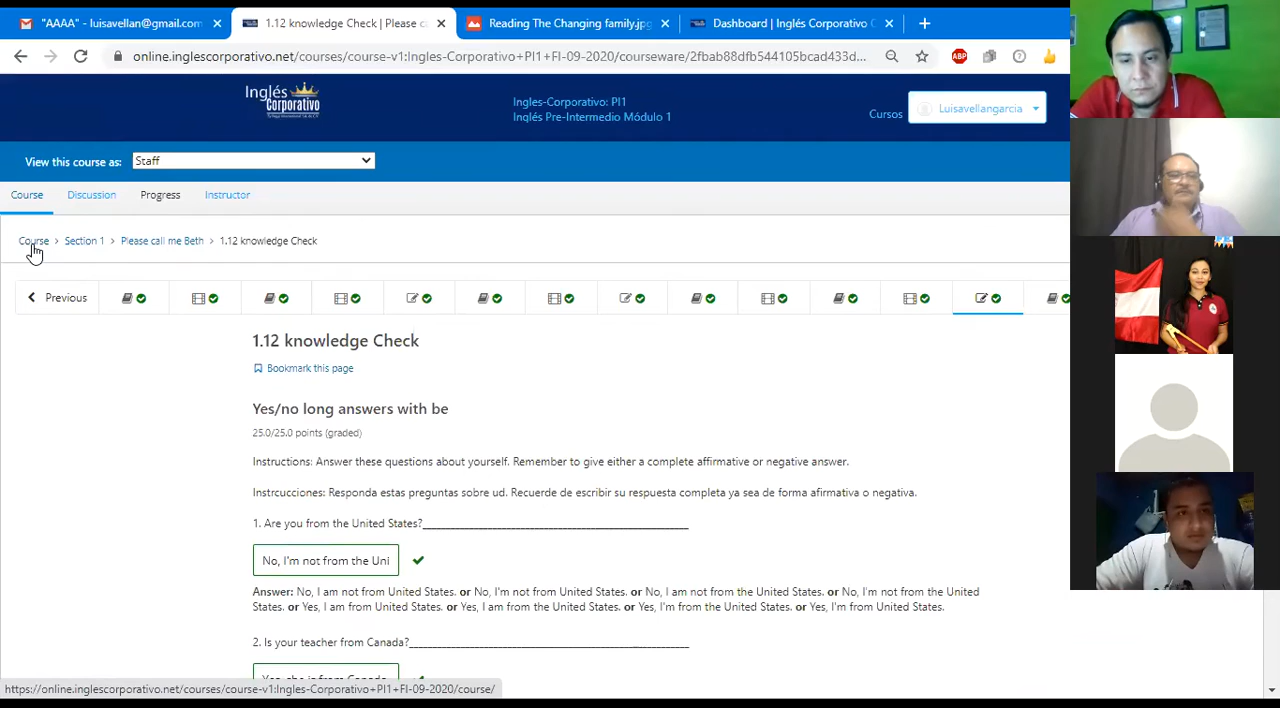 "AAAA" - luisavellan@gmail.com
1.12 knowledge Check | Please ca
Reading The Changing family.jpg
Dashboard | Inglés Corporativo C
online.inglescorporativo.net/courses/course-v1:Ingles-Corporativo+PI1+FI-09-2020/courseware/2fbab88dfb544105bcad433d...
ABP
Inglés
Corporativo
Ingles-Corporativo: PI1
Inglés Pre-Intermedio Módulo 1
Cursos
Luisavellangarcia
View this course as:
Staff
Course
Discussion
Progress
Instructor
Course > Section 1 > Please call me Beth > 1.12 knowledge Check
Previous
1.12 knowledge Check
Bookmark this page
Yes/no long answers with be
25.0/25.0 points (graded)
Instructions: Answer these questions about yourself. Remember to give either a complete affirmative or negative answer.
Instrcucciones: Responda estas preguntas sobre ud. Recuerde de escribir su respuesta completa ya sea de forma afirmativa o negativa.
1. Are you from the United States?
No, I'm not from the Uni
Answer: No, I am not from United States. or No, I'm not from United States. or No, I am not from the United States. or No, I'm not from the United
States. or Yes, I am from United States. or Yes, I am from the United States. or Yes, I'm from the United States. or Yes, I'm from United States.
2. Is your teacher from Canada?
Yes, she is from Canada
https://online.inglescorporativo.net/courses/course-v1:Ingles-Corporativo+PI1+FI-09-2020/course/